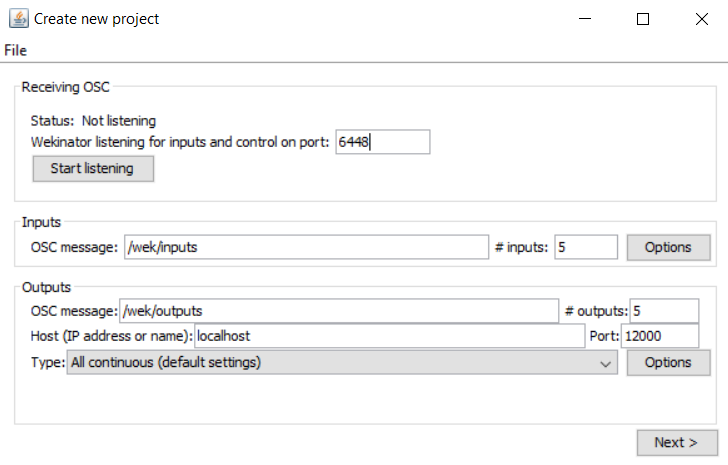 Create new project
File
Receiving OSC
Status: Not listening
Wekinator listening for inputs and control on port: 6448
Start listening
Inputs
OSC message: /wek/inputs # inputs: 5 Options
Outputs
OSC message: /wek/outputs # outputs: 5
Host (IP address or name): localhost Port: 12000
Type: All continuous (default settings) Options
Next >